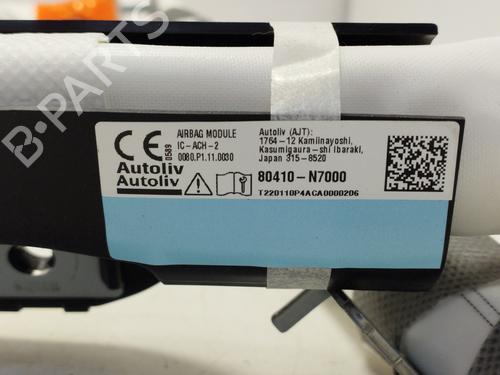 B-PARTS
CE 0589
Autoliv
Autoliv
AIRBAG MODULE
IC-ACH-2
0080.P1.11.0030
Autoliv (AJT):
1764-12 Kamiinayoshi,
Kasumigaura-shi Ibaraki,
Japan 315-8520
80410-N7000
T220110P4ACA0000206